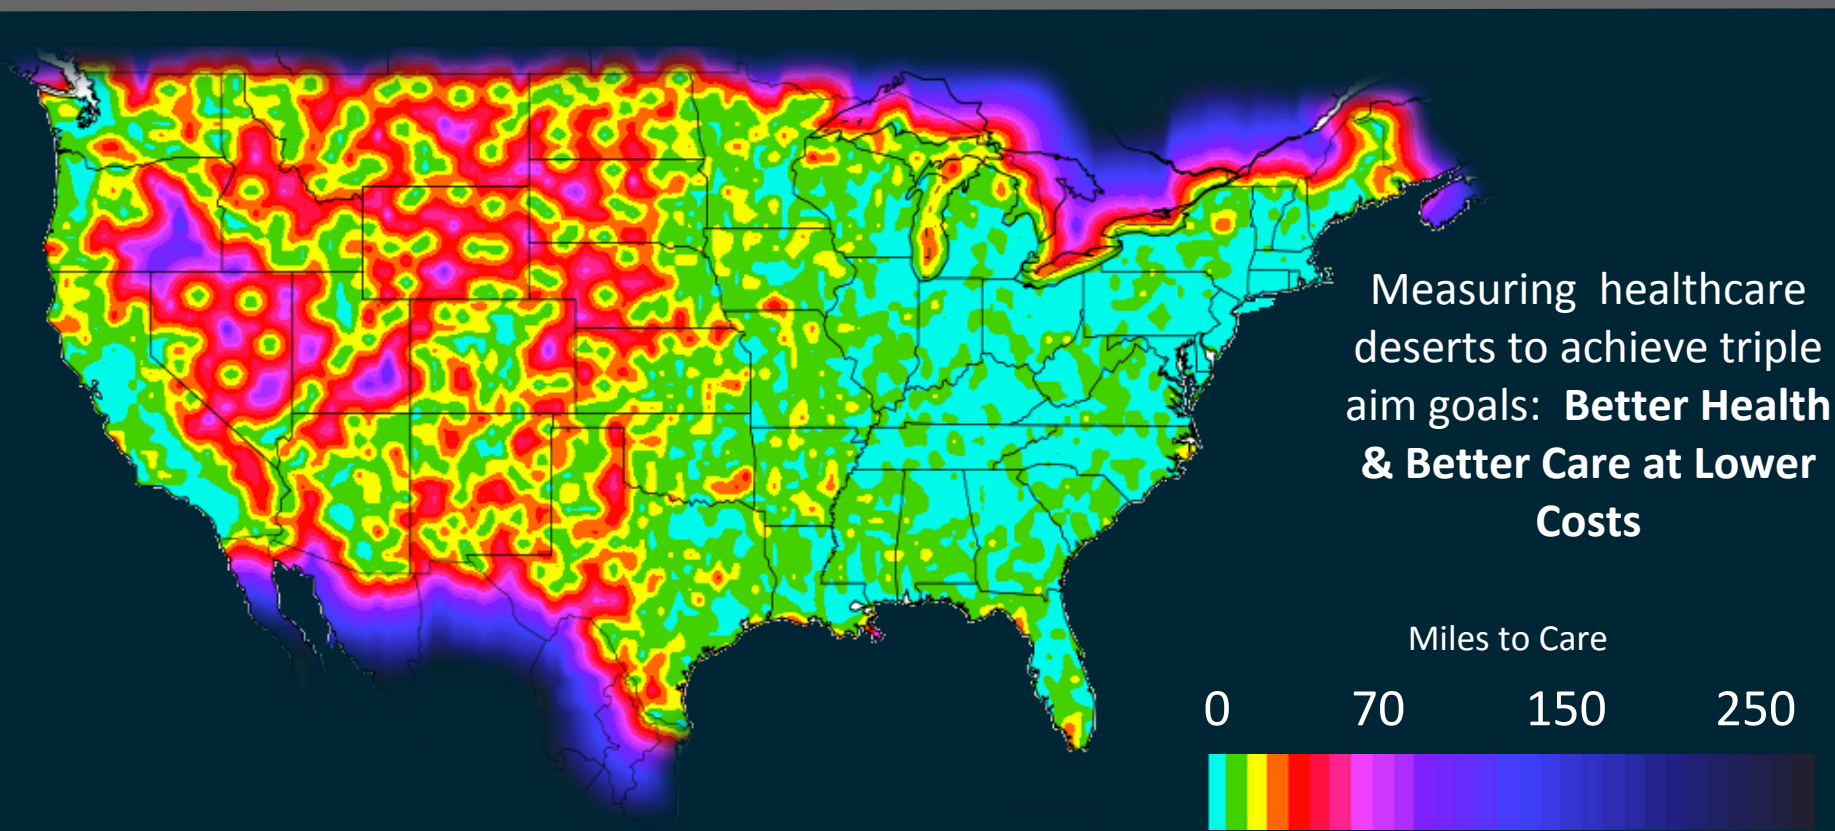 Measuring healthcare
deserts to achieve triple
aim goals: Better Health
& Better Care at Lower
Costs
Miles to Care
0 70 150 250